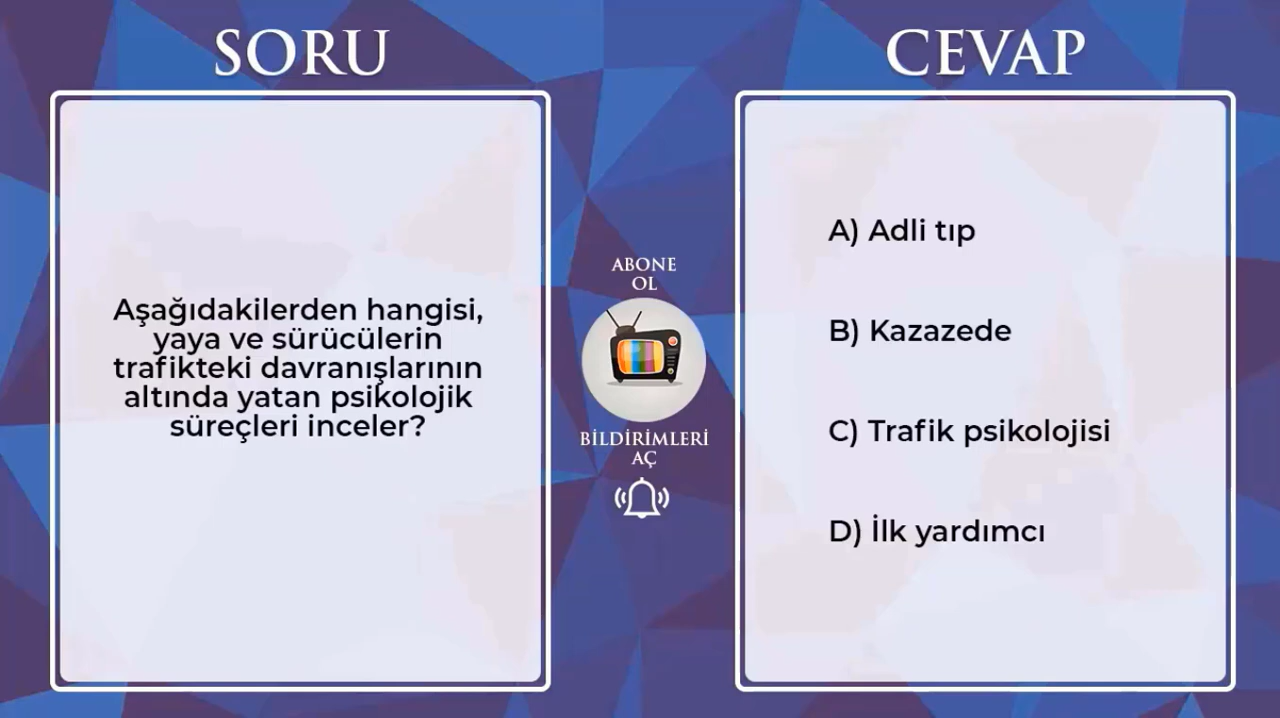 SORU
Aşağıdakilerden hangisi,
yaya ve sürücülerin
trafikteki davranışlarının
altında yatan psikolojik
süreçleri inceler?
ABONE
OL
BİLDİRİMLERİ
AÇ
CEVAP
A) Adli tıp
B) Kazazede
C) Trafik psikolojisi
D) İlk yardımcı